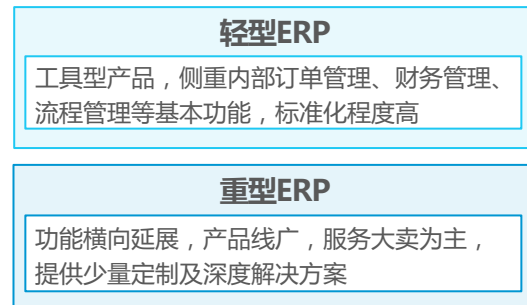 轻型ERP
工具型产品，侧重内部订单管理、财务管理、
流程管理等基本功能，标准化程度高
重型ERP
功能横向延展，产品线广，服务大卖为主，
提供少量定制及深度解决方案